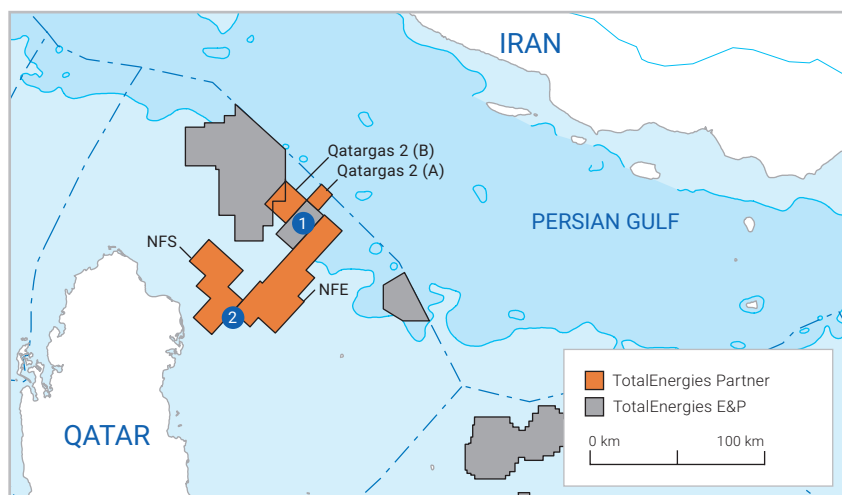 IRAN
Qatargas 2 (B)
Qatargas 2 (A)
1
PERSIAN GULF
NFS
NFE
2
QATAR
TotalEnergies Partner
TotalEnergies E&P
0 km 100 km